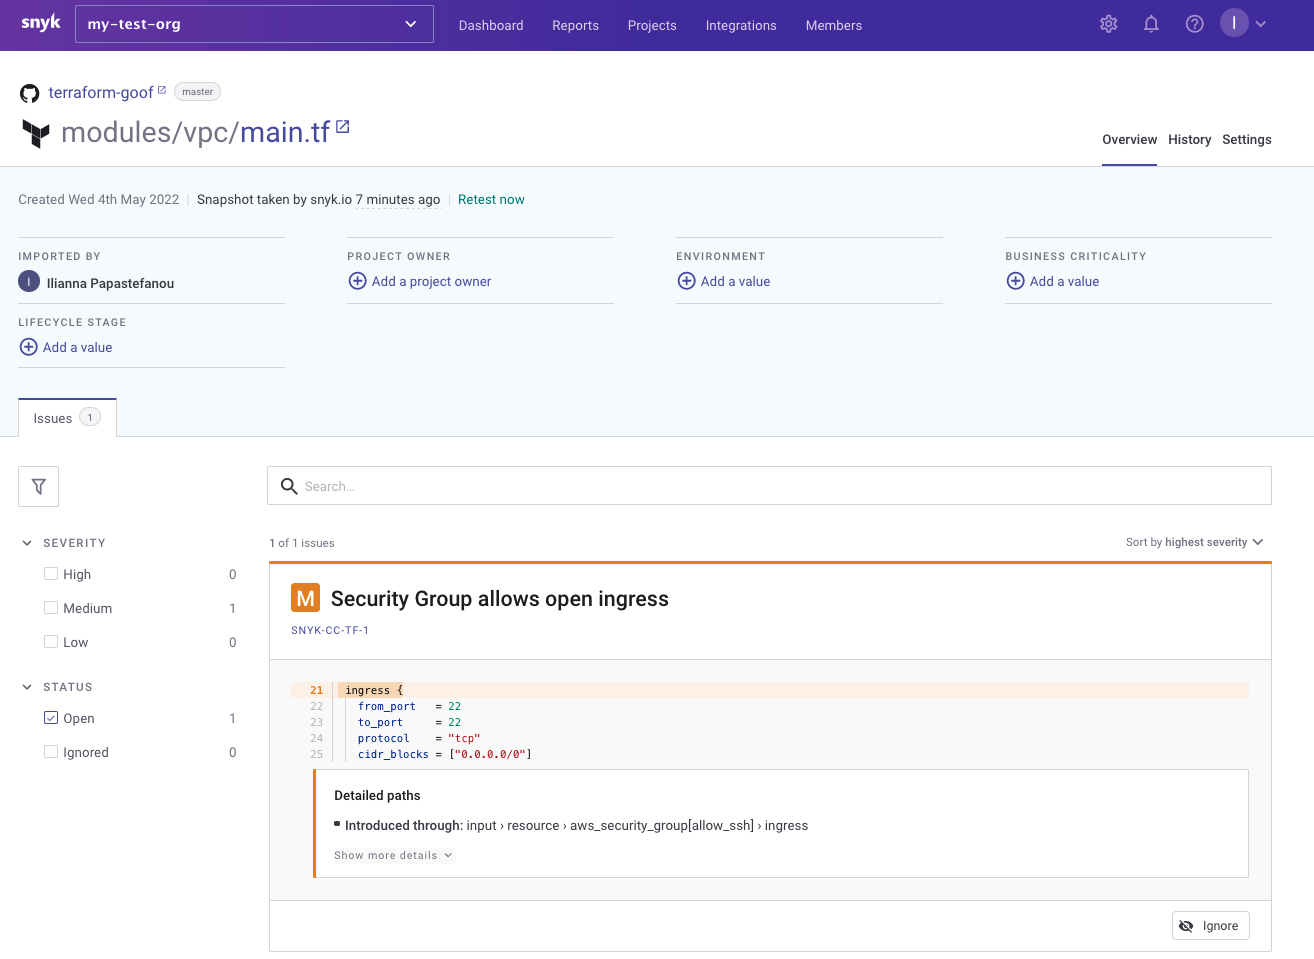 snyk my-test-org Dashboard Reports Projects Integrations Members I
terraform-goof master
modules/vpc/main.tf
Overview History Settings
Created Wed 4th May 2022 | Snapshot taken by snyk.io 7 minutes ago | Retest now
IMPORTED BY PROJECT OWNER ENVIRONMENT BUSINESS CRITICALITY
I Ilianna Papastefanou Add a project owner Add a value Add a value
LIFECYCLE STAGE
Add a value
Issues 1
Search...
SEVERITY
High 0
Medium 1
Low 0
STATUS
Open 1
Ignored 0
1 of 1 issues Sort by highest severity
M Security Group allows open ingress
SNYK-CC-TF-1
21 ingress {
22 from_port = 22
23 to_port = 22
24 protocol = "tcp"
25 cidr_blocks = ["0.0.0.0/0"]
Detailed paths
Introduced through: input › resource › aws_security_group[allow_ssh] › ingress
Show more details
Ignore